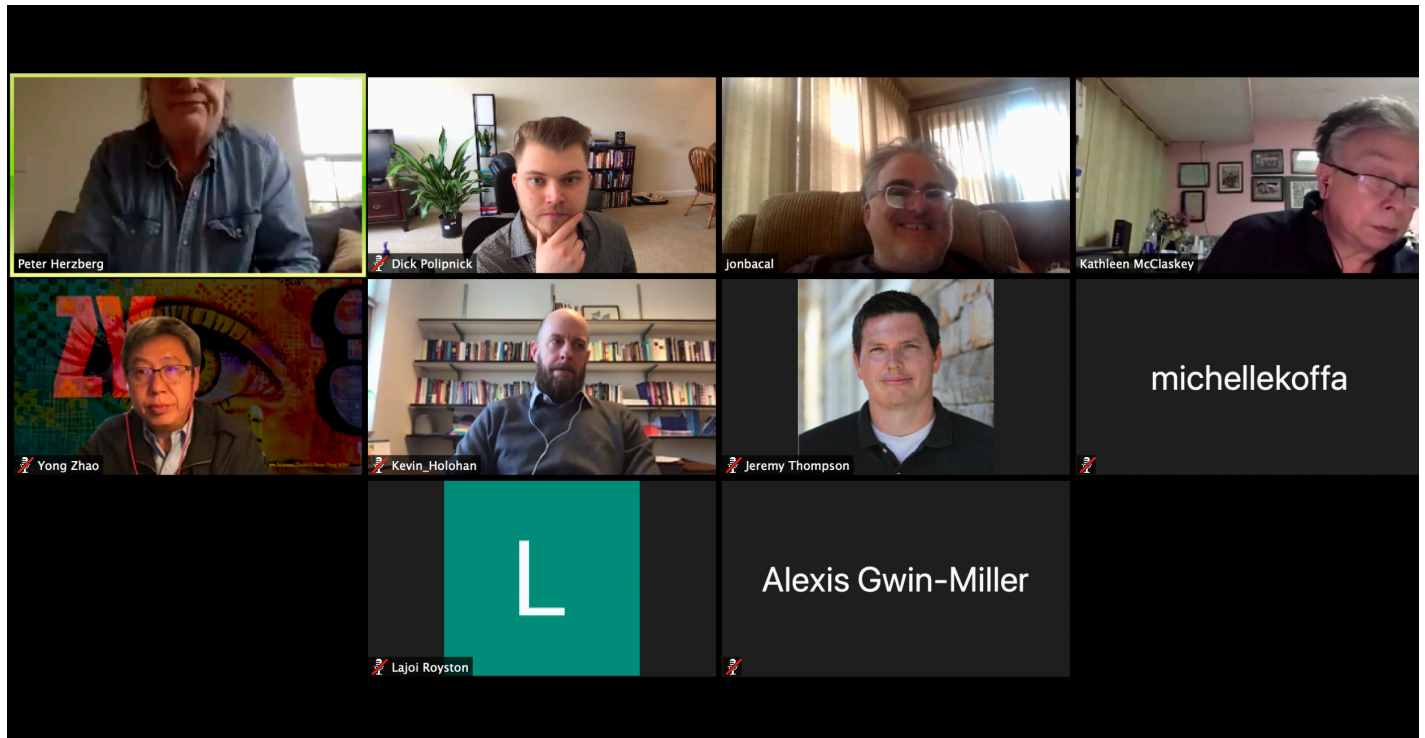 Peter Herzberg
Dick Polipnick
jonbacal
Kathleen McClaskey
Yong Zhao
Kevin_Holohan
Jeremy Thompson
michellekoffa
L
Lajoi Royston
Alexis Gwin-Miller